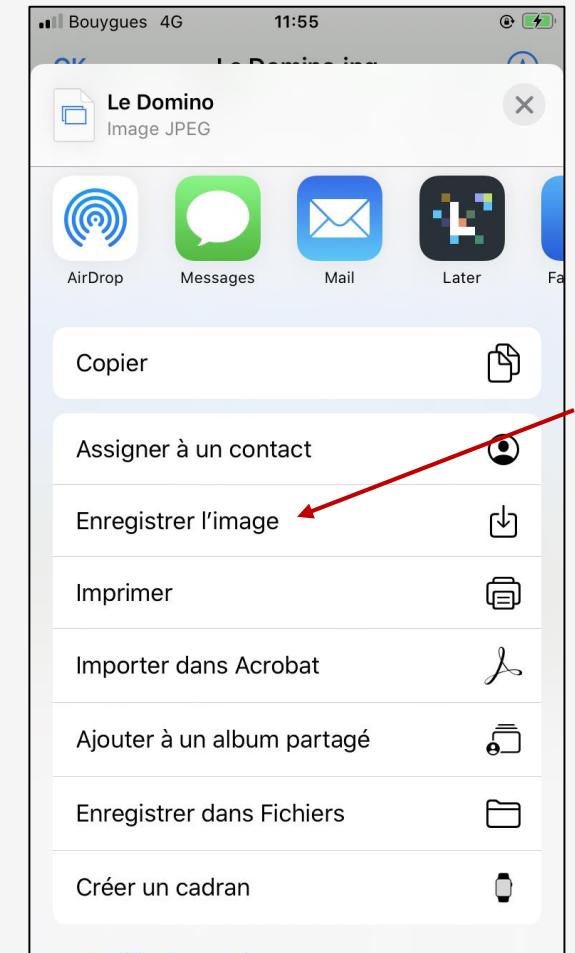 Bouygues 4G 11:55
Le Domino
Image JPEG
AirDrop Messages Mail Later Fa
Copier
Assigner à un contact
Enregistrer l'image
Imprimer
Importer dans Acrobat
Ajouter à un album partagé
Enregistrer dans Fichiers
Créer un cadran